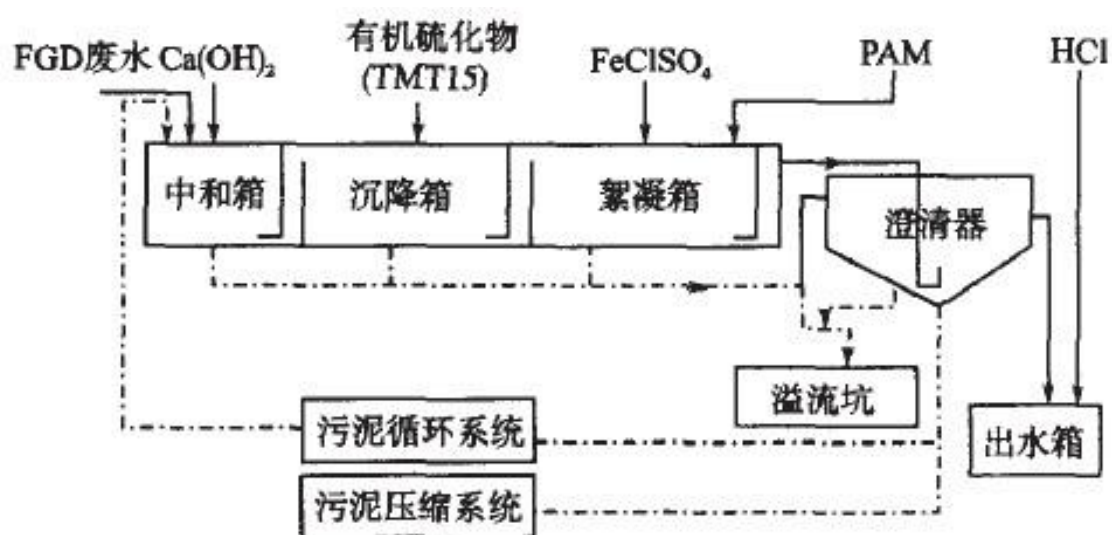 FGD废水 Ca(OH)₂
有机硫化物
(TMT15)
FeClSO₄
PAM
HCl
中和箱
沉降箱
絮凝箱
澄清器
溢流坑
出水箱
污泥循环系统
污泥压缩系统